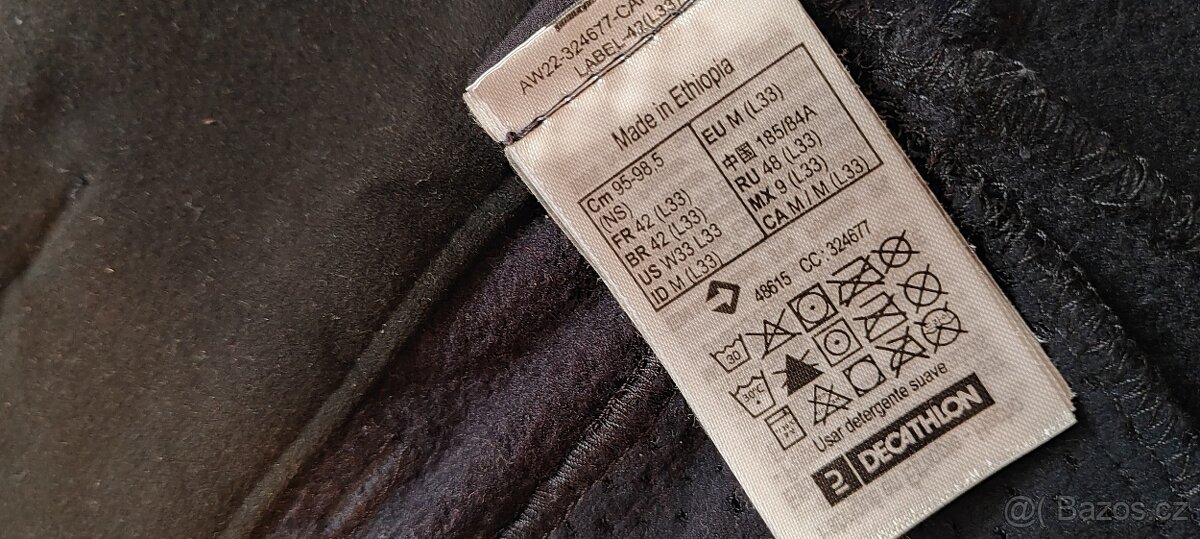 AW22-324677-CA
LABEL-42(L33)
Made in Ethiopia
Cm 95-98.5
(NS)
FR 42 (L33)
BR 42 (L33)
US W33 L33
ID M (L33)
EU M (L33)
中国 185/84A
RU 48 (L33)
MX 9 (L33)
CA M / M (L33)
48615 CC: 324677
30
30°C
Usar detergente suave
DECATHLON
@( Bazos.cz